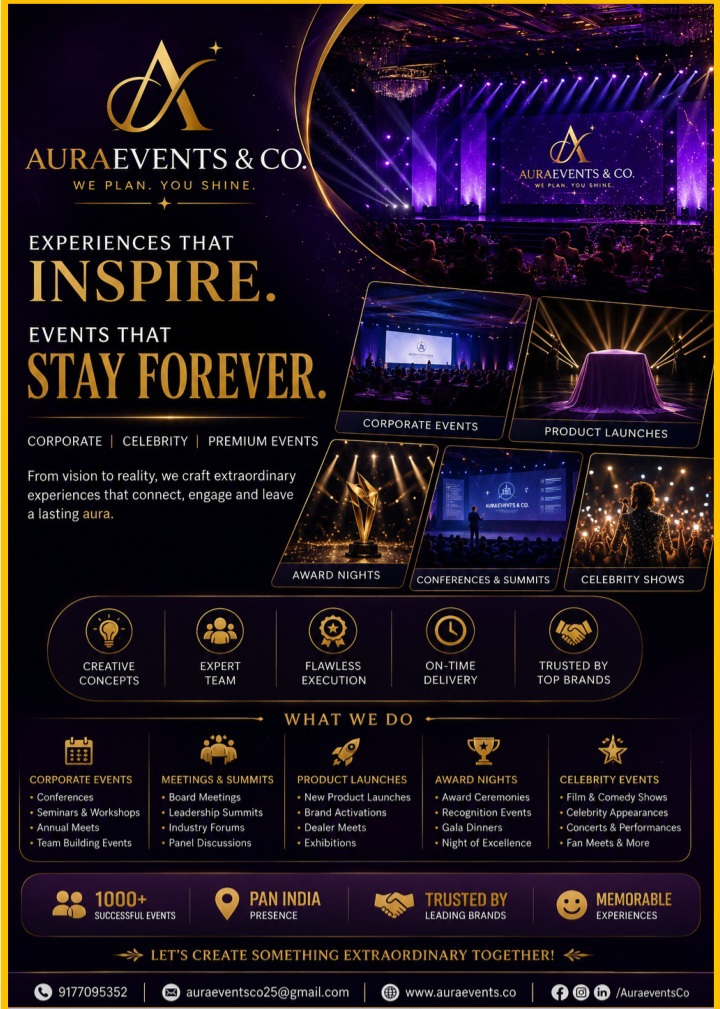 AURAEVENTS & CO.
WE PLAN. YOU SHINE.
AURAEVENTS & CO.
WE PLAN. YOU SHINE.
EXPERIENCES THAT
INSPIRE.
EVENTS THAT
STAY FOREVER.
CORPORATE | CELEBRITY | PREMIUM EVENTS
From vision to reality, we craft extraordinary
experiences that connect, engage and leave
a lasting aura.
CORPORATE EVENTS
PRODUCT LAUNCHES
AURAEVENTS & CO.
AWARD NIGHTS
CONFERENCES & SUMMITS
CELEBRITY SHOWS
CREATIVE
CONCEPTS
EXPERT
TEAM
FLAWLESS
EXECUTION
ON-TIME
DELIVERY
TRUSTED BY
TOP BRANDS
WHAT WE DO
CORPORATE EVENTS
• Conferences
• Seminars & Workshops
• Annual Meets
• Team Building Events
MEETINGS & SUMMITS
• Board Meetings
• Leadership Summits
• Industry Forums
• Panel Discussions
PRODUCT LAUNCHES
• New Product Launches
• Brand Activations
• Dealer Meets
• Exhibitions
AWARD NIGHTS
• Award Ceremonies
• Recognition Events
• Gala Dinners
• Night of Excellence
CELEBRITY EVENTS
• Film & Comedy Shows
• Celebrity Appearances
• Concerts & Performances
• Fan Meets & More
1000+
SUCCESSFUL EVENTS
PAN INDIA
PRESENCE
TRUSTED BY
LEADING BRANDS
MEMORABLE
EXPERIENCES
LET'S CREATE SOMETHING EXTRAORDINARY TOGETHER!
9177095352 | auraeventsco25@gmail.com | www.auraevents.co | /AuraeventsCo